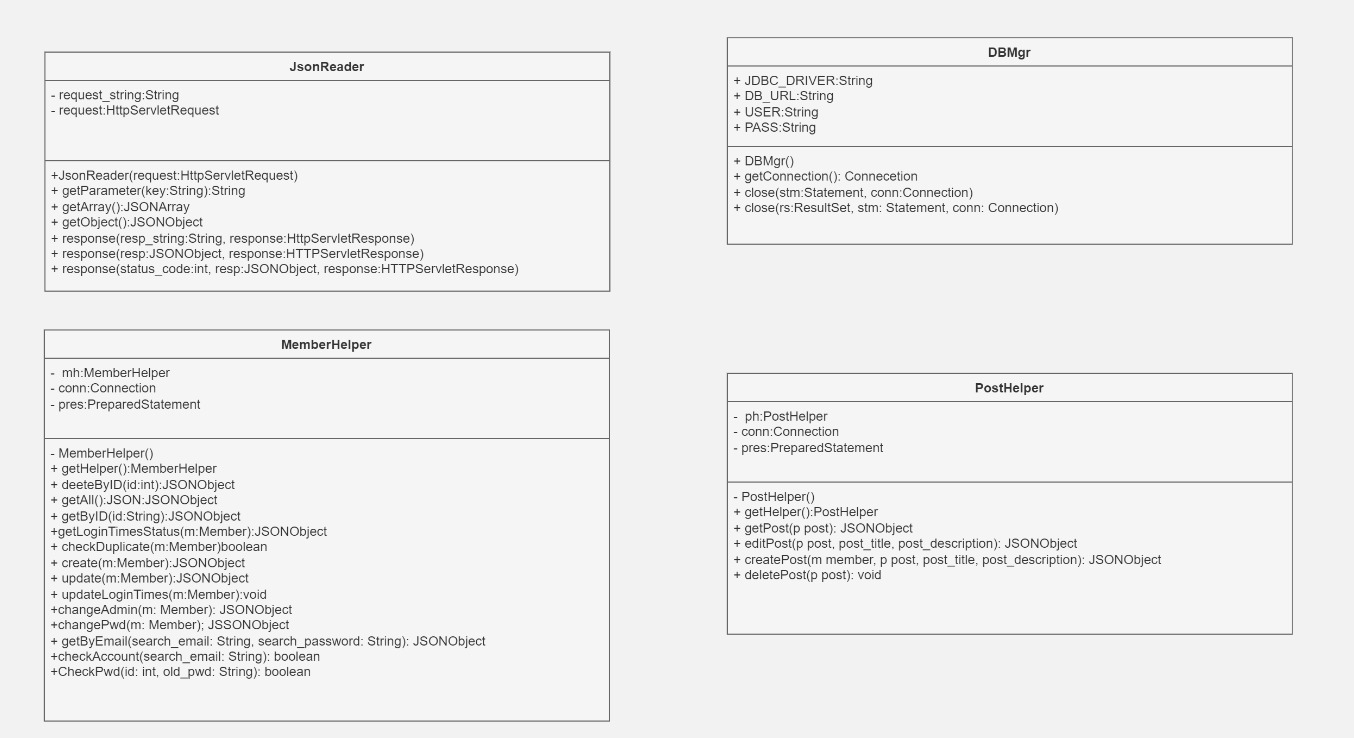 JsonReader
- request_string:String
- request:HttpServletRequest
+JsonReader(request:HttpServletRequest)
+ getParameter(key:String):String
+ getArray():JSONArray
+ getObject():JSONObject
+ response(resp_string:String, response:HttpServletResponse)
+ response(resp:JSONObject, response:HTTPServletResponse)
+ response(status_code:int, resp:JSONObject, response:HTTPServletResponse)
DBMgr
+ JDBC_DRIVER:String
+ DB_URL:String
+ USER:String
+ PASS:String
+ DBMgr()
+ getConnection(): Connecetion
+ close(stm:Statement, conn:Connection)
+ close(rs:ResultSet, stm: Statement, conn: Connection)
MemberHelper
- mh:MemberHelper
- conn:Connection
- pres:PreparedStatement
- MemberHelper()
+ getHelper():MemberHelper
+ deeteByID(id:int):JSONObject
+ getAll():JSON:JSONObject
+ getByID(id:String):JSONObject
+getLoginTimesStatus(m:Member):JSONObject
+ checkDuplicate(m:Member)boolean
+ create(m:Member):JSONObject
+ update(m:Member):JSONObject
+ updateLoginTimes(m:Member):void
+changeAdmin(m: Member): JSONObject
+changePwd(m: Member); JSSONObject
+ getByEmail(search_email: String, search_password: String): JSONObject
+checkAccount(search_email: String): boolean
+CheckPwd(id: int, old_pwd: String): boolean
PostHelper
- ph:PostHelper
- conn:Connection
- pres:PreparedStatement
- PostHelper()
+ getHelper():PostHelper
+ getPost(p post): JSONObject
+ editPost(p post, post_title, post_description): JSONObject
+ createPost(m member, p post, post_title, post_description): JSONObject
+ deletePost(p post): void